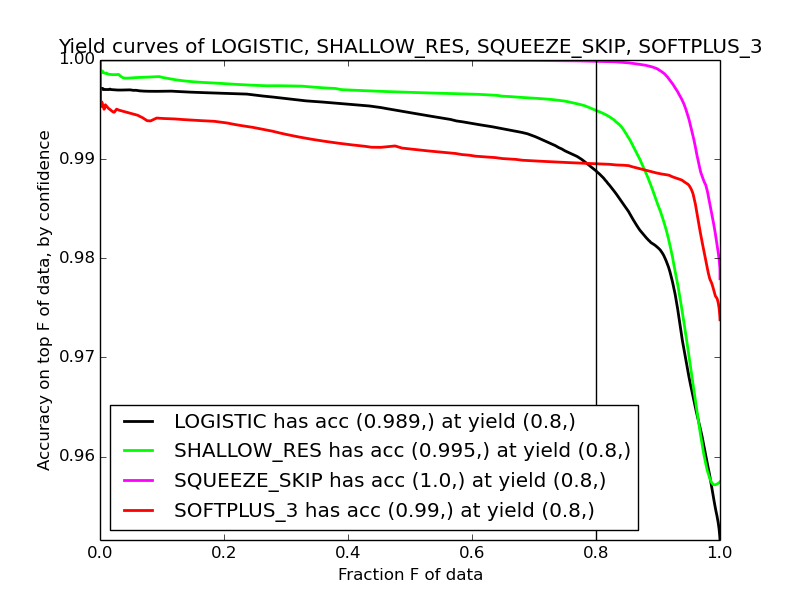 Yield curves of LOGISTIC, SHALLOW_RES, SQUEEZE_SKIP, SOFTPLUS_3
1.00
0.99
0.98
0.97
0.96
Accuracy on top F of data, by confidence
LOGISTIC has acc (0.989,) at yield (0.8,)
SHALLOW_RES has acc (0.995,) at yield (0.8,)
SQUEEZE_SKIP has acc (1.0,) at yield (0.8,)
SOFTPLUS_3 has acc (0.99,) at yield (0.8,)
0.0 0.2 0.4 0.6 0.8 1.0
Fraction F of data